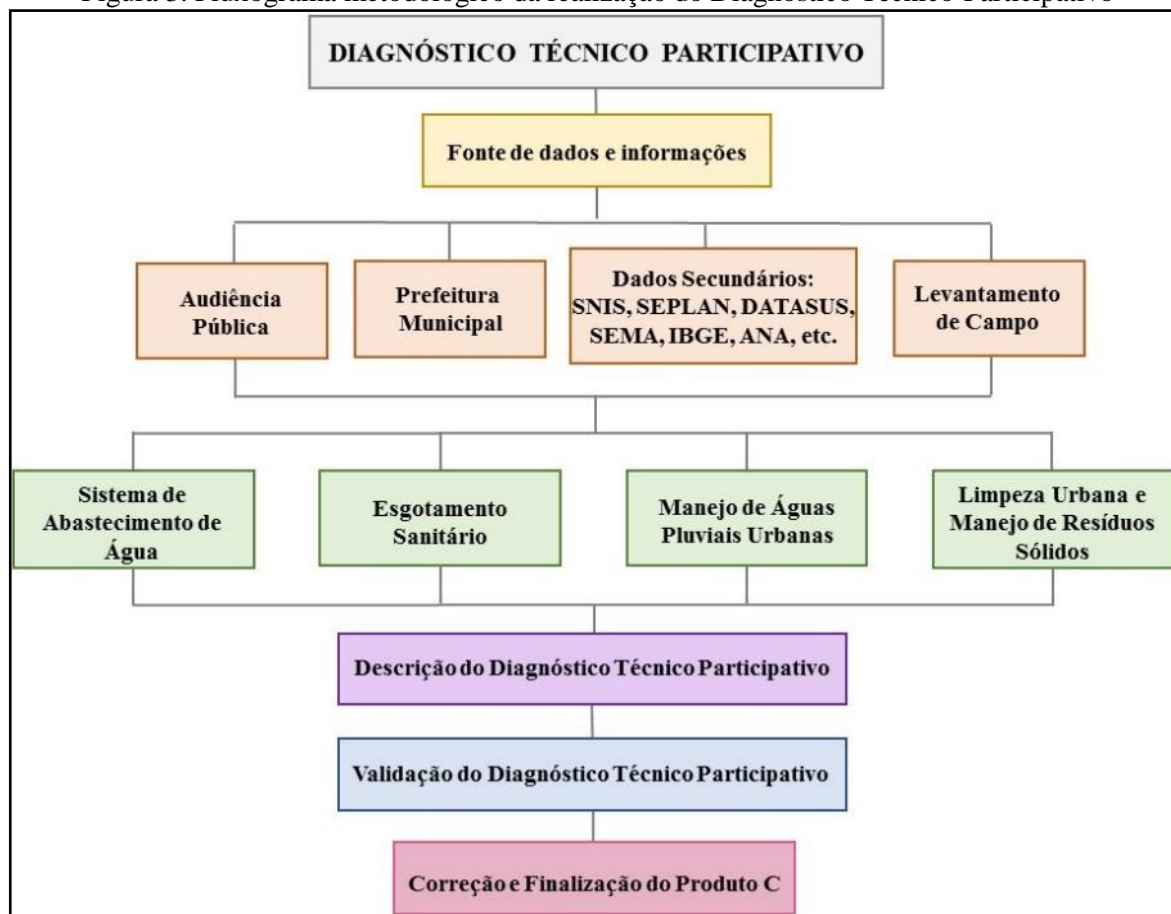 DIAGNÓSTICO TÉCNICO PARTICIPATIVO
Fonte de dados e informações
Audiência
Pública
Prefeitura
Municipal
Dados Secundários:
SNIS, SEPLAN, DATASUS,
SEMA, IBGE, ANA, etc.
Levantamento
de Campo
Sistema de
Abastecimento de
Água
Esgotamento
Sanitário
Manejo de Águas
Pluviais Urbanas
Limpeza Urbana e
Manejo de Resíduos
Sólidos
Descrição do Diagnóstico Técnico Participativo
Validação do Diagnóstico Técnico Participativo
Correção e Finalização do Produto C